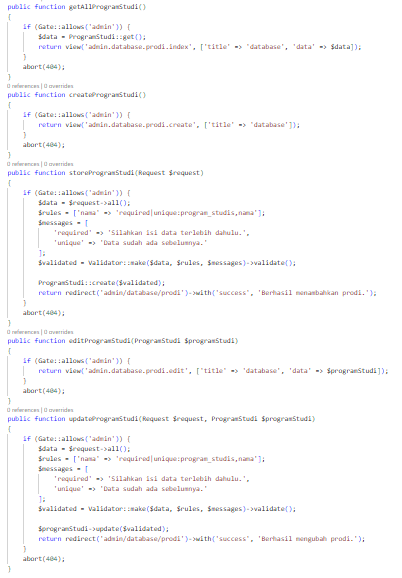 public function getAllProgramStudi()
{
    if (Gate::allows('admin')) {
        $data = ProgramStudi::get();
        return view('admin.database.prodi.index', ['title' => 'database', 'data' => $data]);
    }
    abort(404);
}
0 references | 0 overrides
public function createProgramStudi()
{
    if (Gate::allows('admin')) {
        return view('admin.database.prodi.create', ['title' => 'database']);
    }
    abort(404);
}
0 references | 0 overrides
public function storeProgramStudi(Request $request)
{
    if (Gate::allows('admin')) {
        $data = $request->all();
        $rules = ['nama' => 'required|unique:program_studis,nama'];
        $messages = [
            'required' => 'Silahkan isi data terlebih dahulu.',
            'unique' => 'Data sudah ada sebelumnya.'
        ];
        $validated = Validator::make($data, $rules, $messages)->validate();

        ProgramStudi::create($validated);
        return redirect('admin/database/prodi')->with('success', 'Berhasil menambahkan prodi.');
    }
    abort(404);
}
0 references | 0 overrides
public function editProgramStudi(ProgramStudi $programStudi)
{
    if (Gate::allows('admin')) {
        return view('admin.database.prodi.edit', ['title' => 'database', 'data' => $programStudi]);
    }
    abort(404);
}
0 references | 0 overrides
public function updateProgramStudi(Request $request, ProgramStudi $programStudi)
{
    if (Gate::allows('admin')) {
        $data = $request->all();
        $rules = ['nama' => 'required|unique:program_studis,nama'];
        $messages = [
            'required' => 'Silahkan isi data terlebih dahulu.',
            'unique' => 'Data sudah ada sebelumnya.'
        ];
        $validated = Validator::make($data, $rules, $messages)->validate();

        $programStudi->update($validated);
        return redirect('admin/database/prodi')->with('success', 'Berhasil mengubah prodi.');
    }
    abort(404);
}